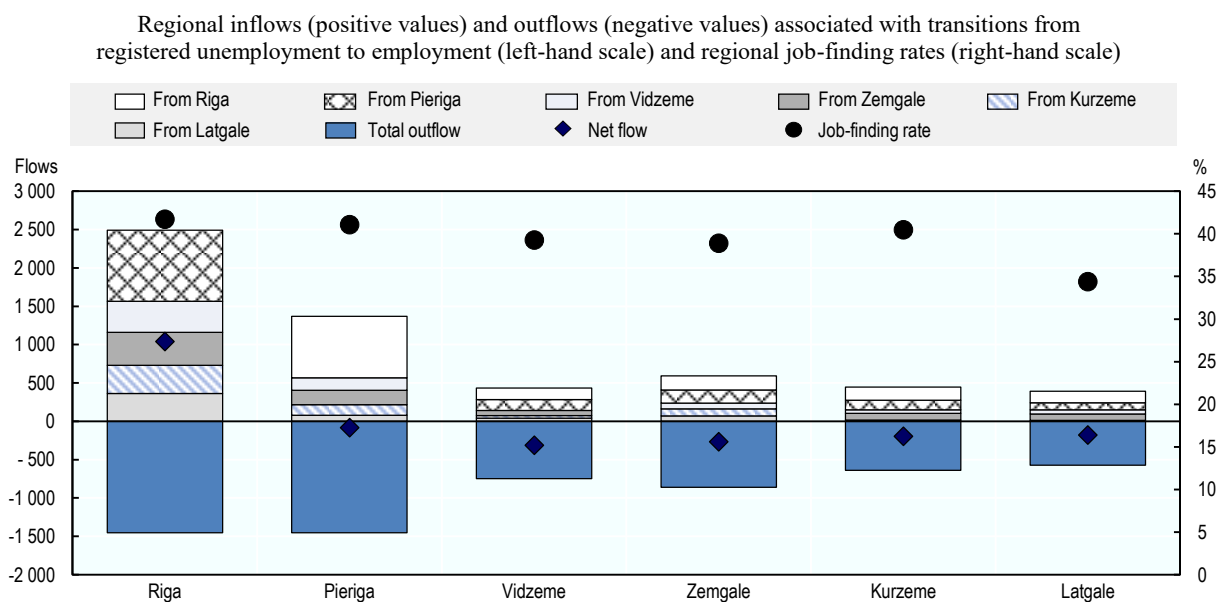 Regional inflows (positive values) and outflows (negative values) associated with transitions from
registered unemployment to employment (left-hand scale) and regional job-finding rates (right-hand scale)
From Riga From Pieriga From Vidzeme From Zemgale From Kurzeme
From Latgale Total outflow Net flow Job-finding rate
Flows %
3 000 45
2 500 40
2 000 35
1 500 30
1 000 25
500 20
0 15
- 500 10
-1 000 5
-1 500 0
-2 000
Riga Pieriga Vidzeme Zemgale Kurzeme Latgale